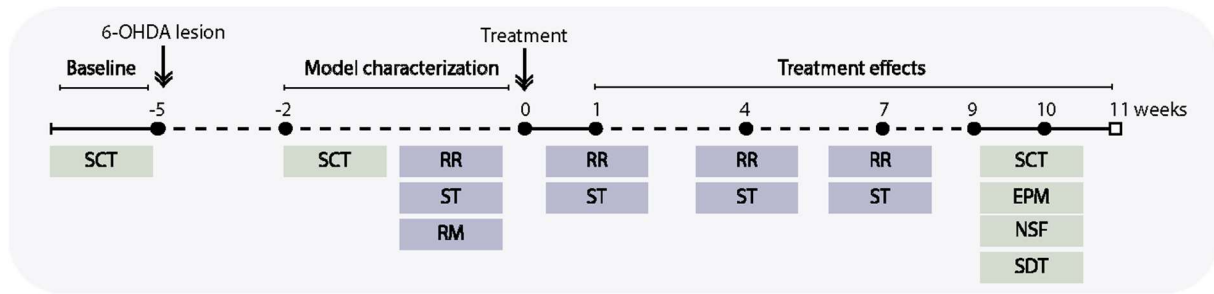 6-OHDA lesion
Treatment
Baseline
Model characterization
Treatment effects
-5 -2 0 1 4 7 9 10 11 weeks
SCT SCT RR RR RR RR SCT
ST ST ST ST EPM
RM NSF
SDT